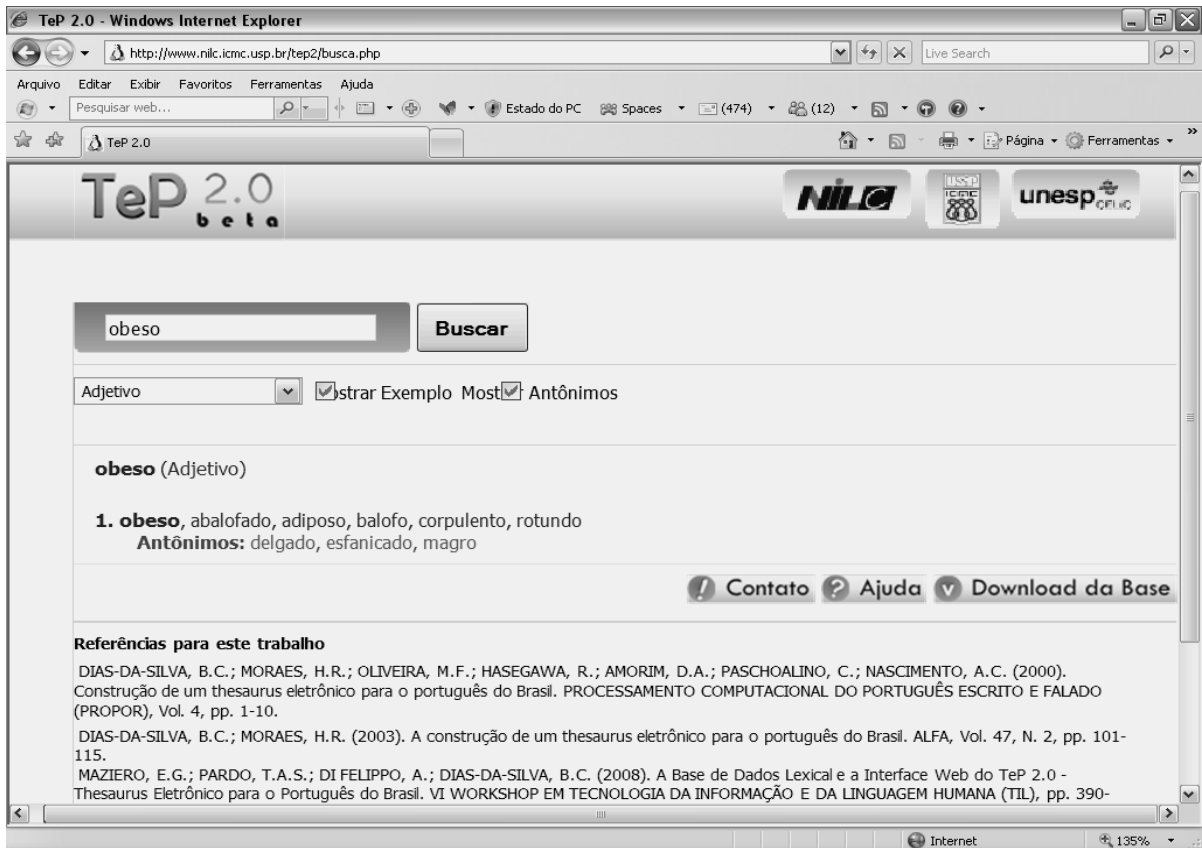 TeP 2.0 - Windows Internet Explorer
http://www.nilc.icmc.usp.br/tep2/busca.php
Live Search
Arquivo Editar Exibir Favoritos Ferramentas Ajuda
Pesquisar web... Estado do PC Spaces (474) (12)
TeP 2.0 Página Ferramentas
TeP 2.0
beta
NILC
ICMC
unesp
obeso Buscar
Adjetivo ostrar Exemplo Most r Antônimos
obeso (Adjetivo)
1. obeso, abalofado, adiposo, balofo, corpulento, rotundo
Antônimos: delgado, esfanicado, magro
Contato Ajuda Download da Base
Referências para este trabalho
DIAS-DA-SILVA, B.C.; MORAES, H.R.; OLIVEIRA, M.F.; HASEGAWA, R.; AMORIM, D.A.; PASCHOALINO, C.; NASCIMENTO, A.C. (2000).
Construção de um thesaurus eletrônico para o português do Brasil. PROCESSAMENTO COMPUTACIONAL DO PORTUGUÊS ESCRITO E FALADO
(PROPOR), Vol. 4, pp. 1-10.
DIAS-DA-SILVA, B.C.; MORAES, H.R. (2003). A construção de um thesaurus eletrônico para o português do Brasil. ALFA, Vol. 47, N. 2, pp. 101-
115.
MAZIERO, E.G.; PARDO, T.A.S.; DI FELIPPO, A.; DIAS-DA-SILVA, B.C. (2008). A Base de Dados Lexical e a Interface Web do TeP 2.0 -
Thesaurus Eletrônico para o Português do Brasil. VI WORKSHOP EM TECNOLOGIA DA INFORMAÇÃO E DA LINGUAGEM HUMANA (TIL), pp. 390-
Internet 135%